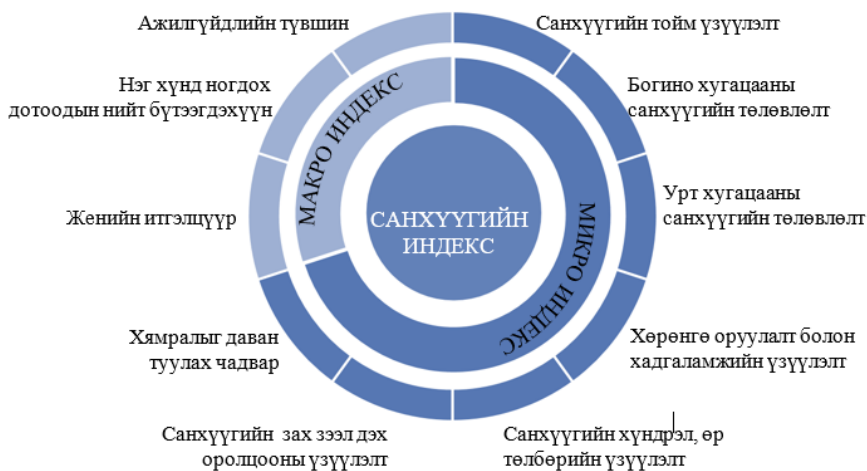 Ажилгүйдлийн түвшин
Санхүүгийн тойм үзүүлэлт
Нэг хүнд ногдох
дотоодын нийт бүтээгдэхүүн
Богино хугацааны
санхүүгийн төлөвлөлт
Жений итгэлцүүр
Урт хугацааны
санхүүгийн төлөвлөлт
МАКРО ИНДЕКС
САНХҮҮГИЙН
ИНДЕКС
МИКРО ИНДЕКС
Хямралыг даван
туулах чадвар
Хөрөнгө оруулалт болон
хадгаламжийн үзүүлэлт
Санхүүгийн зах зээл дэх
оролцооны үзүүлэлт
Санхүүгийн хүндрэл, өр
төлбөрийн үзүүлэлт